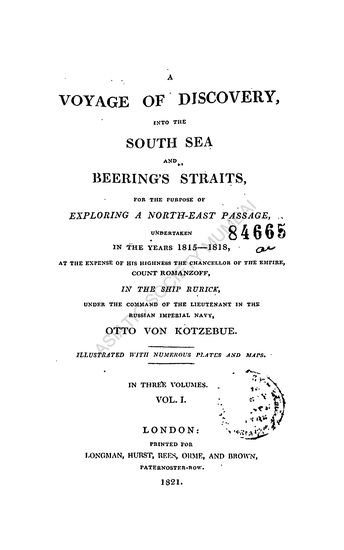 A
VOYAGE OF DISCOVERY,
INTO THE
SOUTH SEA
AND
BEERING'S STRAITS,
FOR THE PURPOSE OF
EXPLORING A NORTH-EAST PASSAGE,
UNDERTAKEN
84665
IN THE YEARS 1815—1818,
AT THE EXPENSE OF HIS HIGHNESS THE CHANCELLOR OF THE EMPIRE,
COUNT ROMANZOFF,
IN THE SHIP RURICK,
UNDER THE COMMAND OF THE LIEUTENANT IN THE
RUSSIAN IMPERIAL NAVY,
OTTO VON KOTZEBUE.
ILLUSTRATED WITH NUMEROUS PLATES AND MAPS.
IN THREE VOLUMES.
VOL. I.
LONDON:
PRINTED FOR
LONGMAN, HURST, REES, ORME, AND BROWN,
PATERNOSTER-ROW.
1821.
ASIATIC SOCIETY MUMBAI